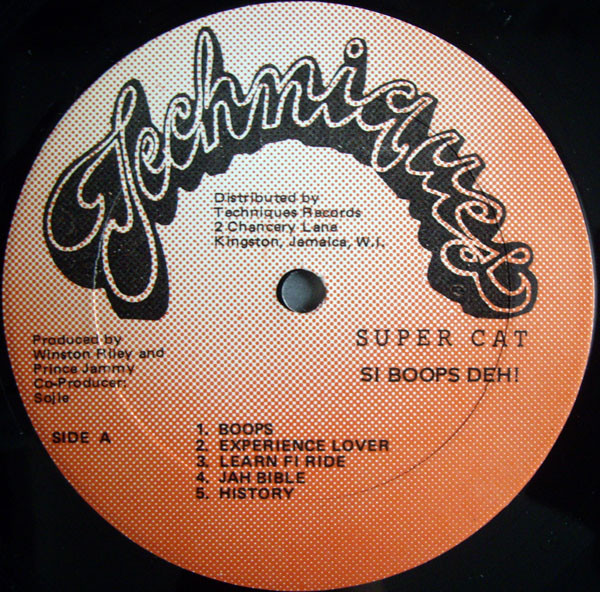 Techniques
Distributed by
Techniques Records
2 Chancery Lane
Kingston, Jamaica, W.I.
Produced by
Winston Riley and
Prince Jammy
Co-Producer:
Sojie
SUPER CAT
SI BOOPS DEH!
SIDE A
1. BOOPS
2. EXPERIENCE LOVER
3. LEARN FI RIDE
4. JAH BIBLE
5. HISTORY